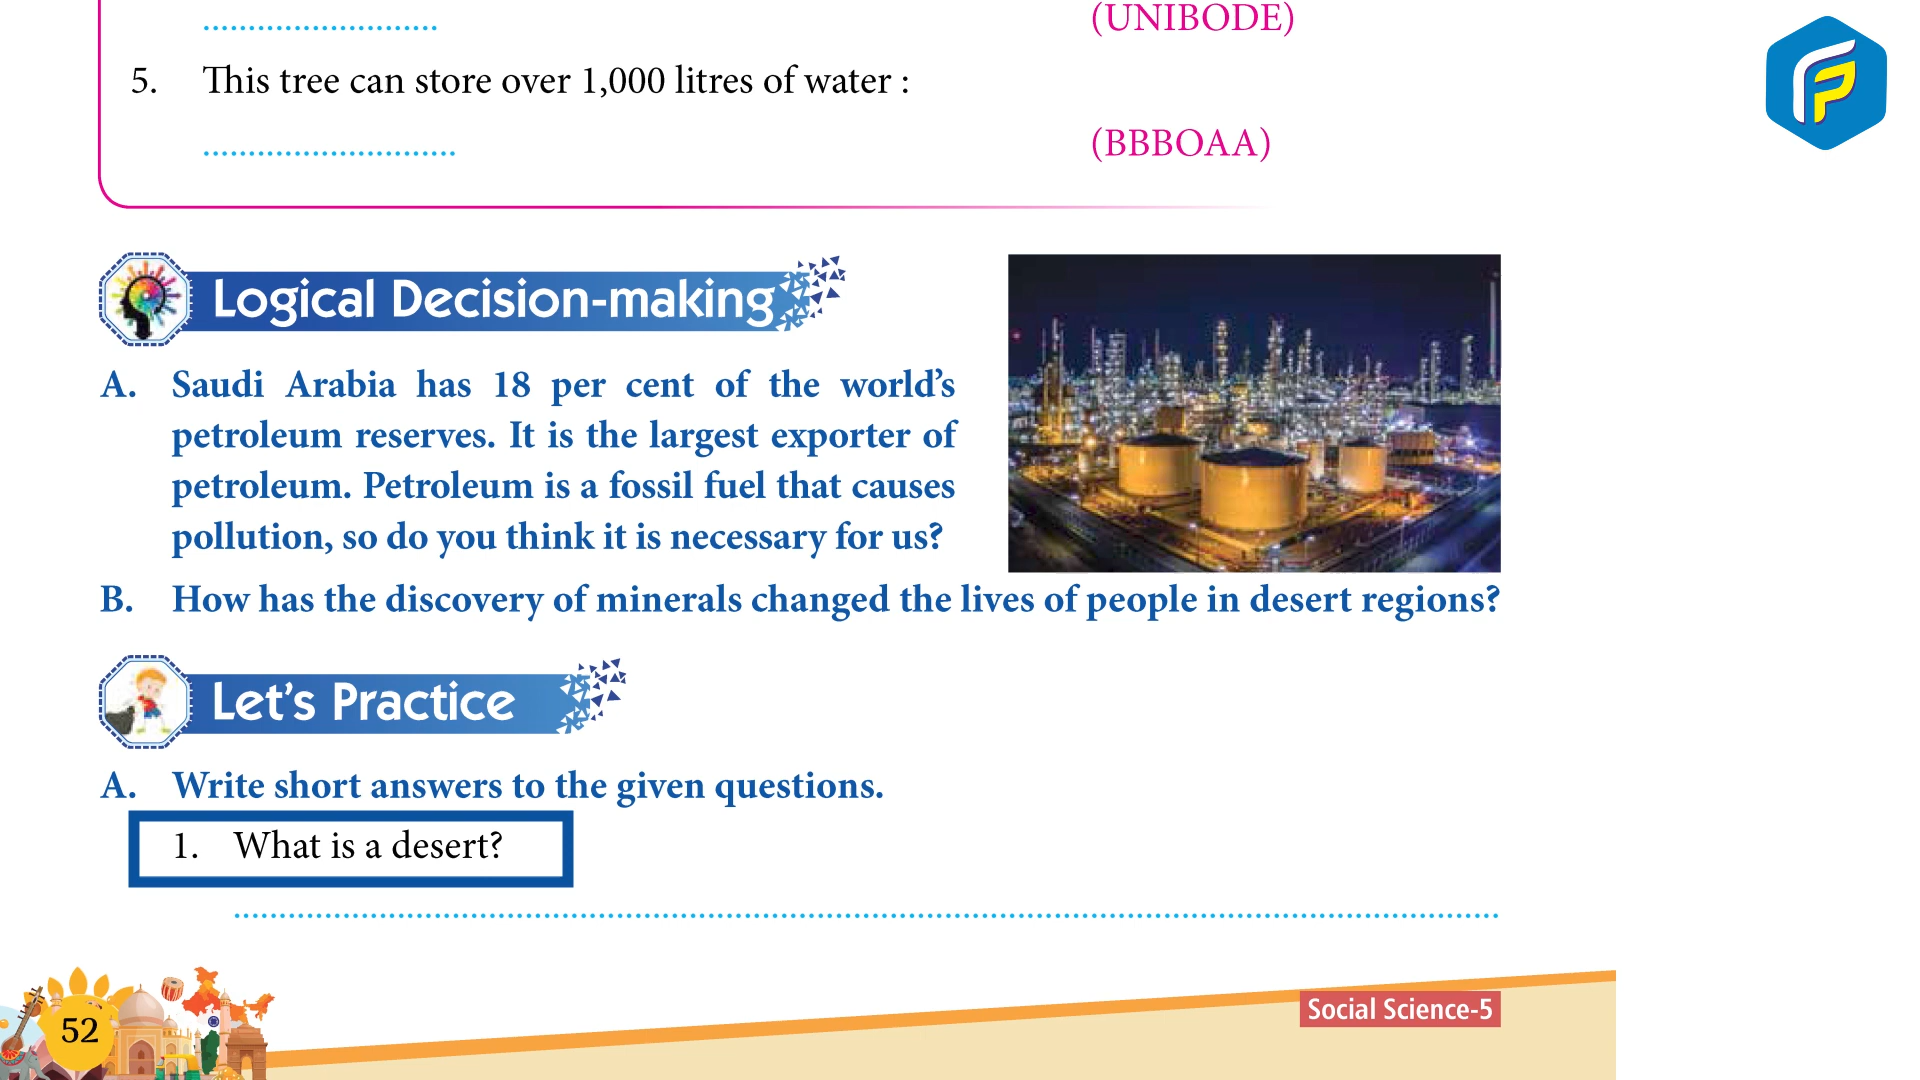 .......................... (UNIBODE)
5. This tree can store over 1,000 litres of water :
............................ (BBBOAA)
Logical Decision-making
A. Saudi Arabia has 18 per cent of the world's
petroleum reserves. It is the largest exporter of
petroleum. Petroleum is a fossil fuel that causes
pollution, so do you think it is necessary for us?
B. How has the discovery of minerals changed the lives of people in desert regions?
Let's Practice
A. Write short answers to the given questions.
1. What is a desert?
52
Social Science-5